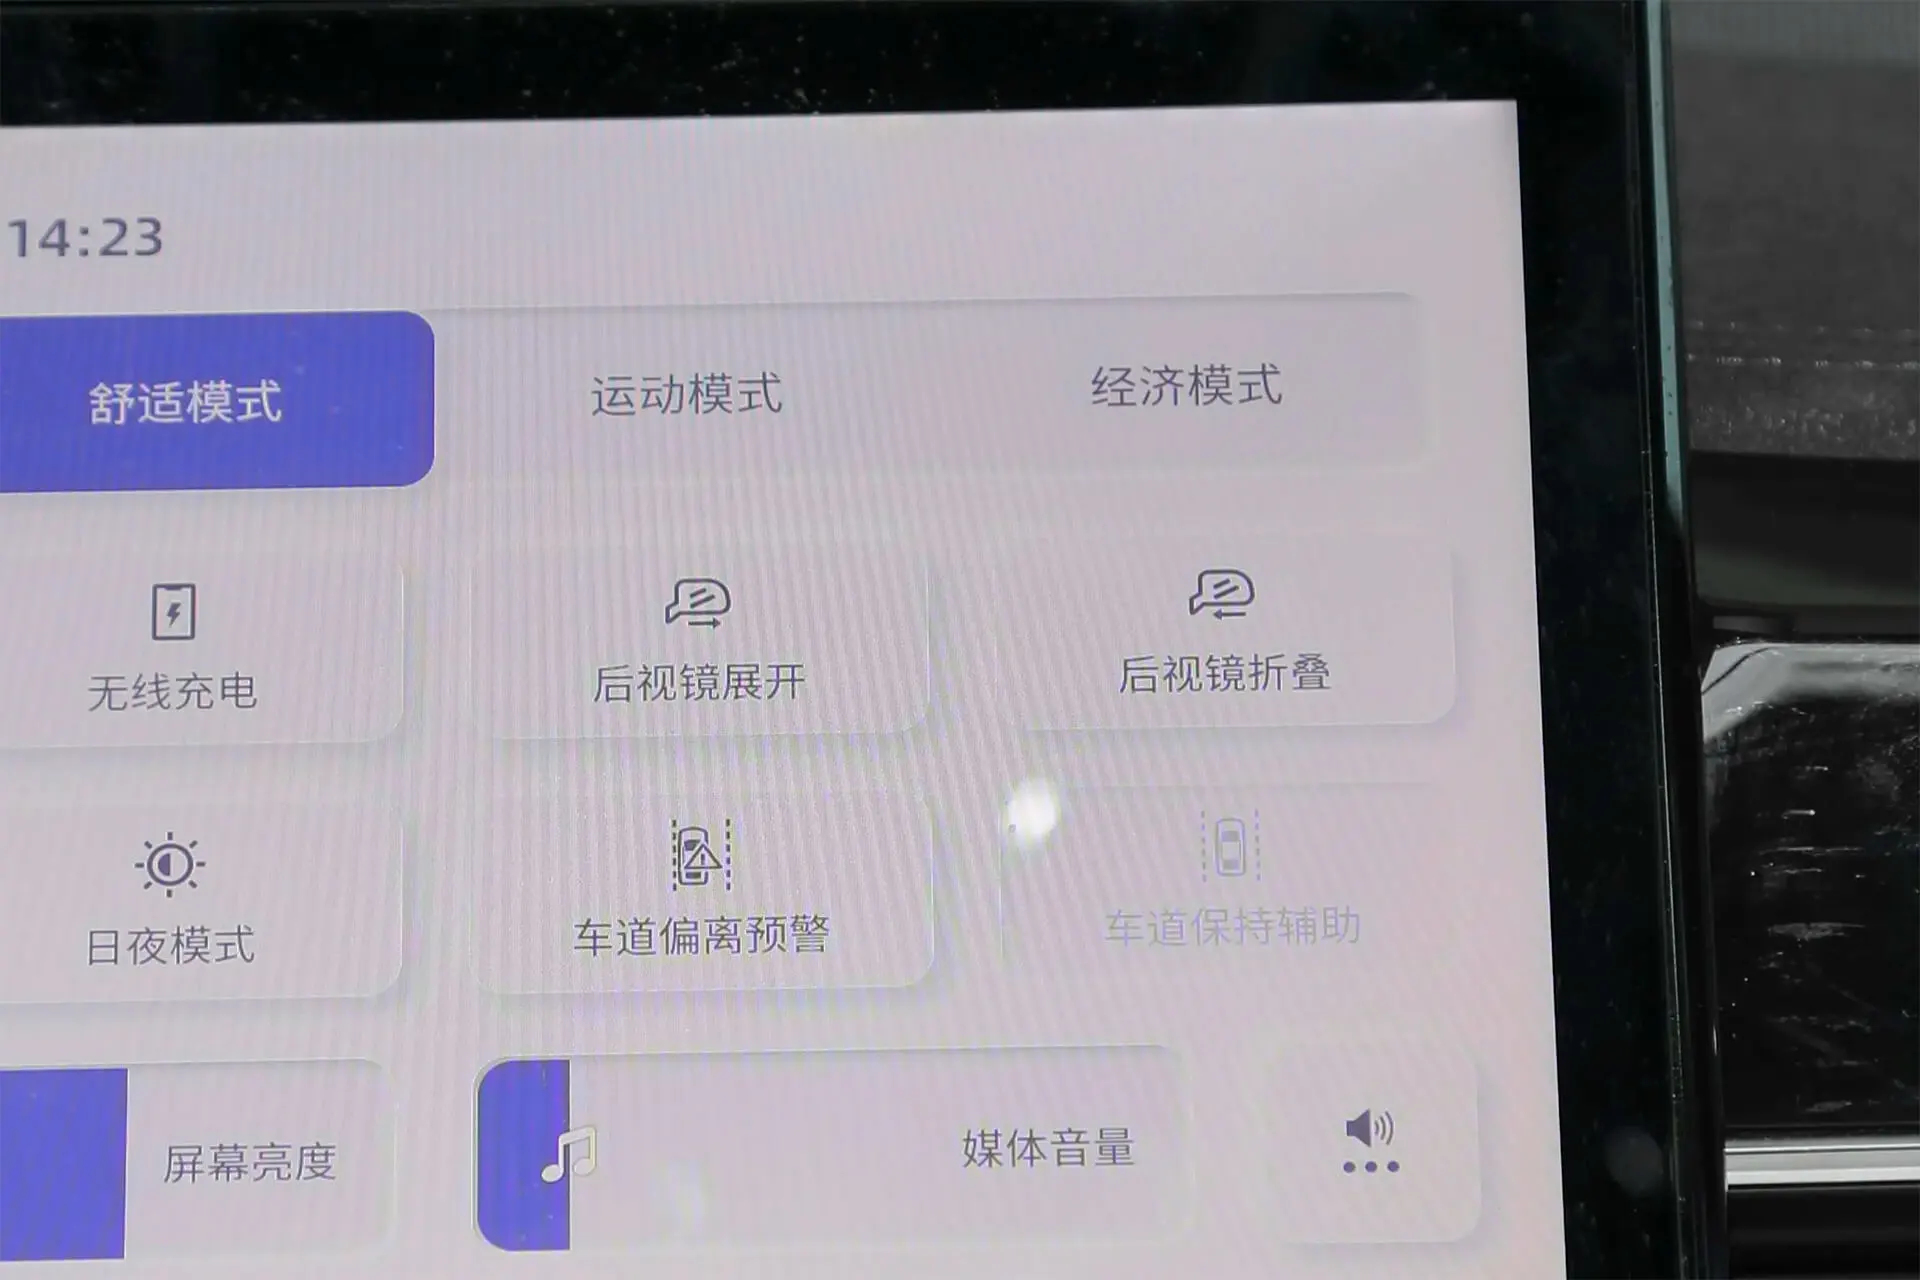 14:23
舒适模式 运动模式 经济模式
无线充电 后视镜展开 后视镜折叠
日夜模式 车道偏离预警 车道保持辅助
屏幕亮度 媒体音量